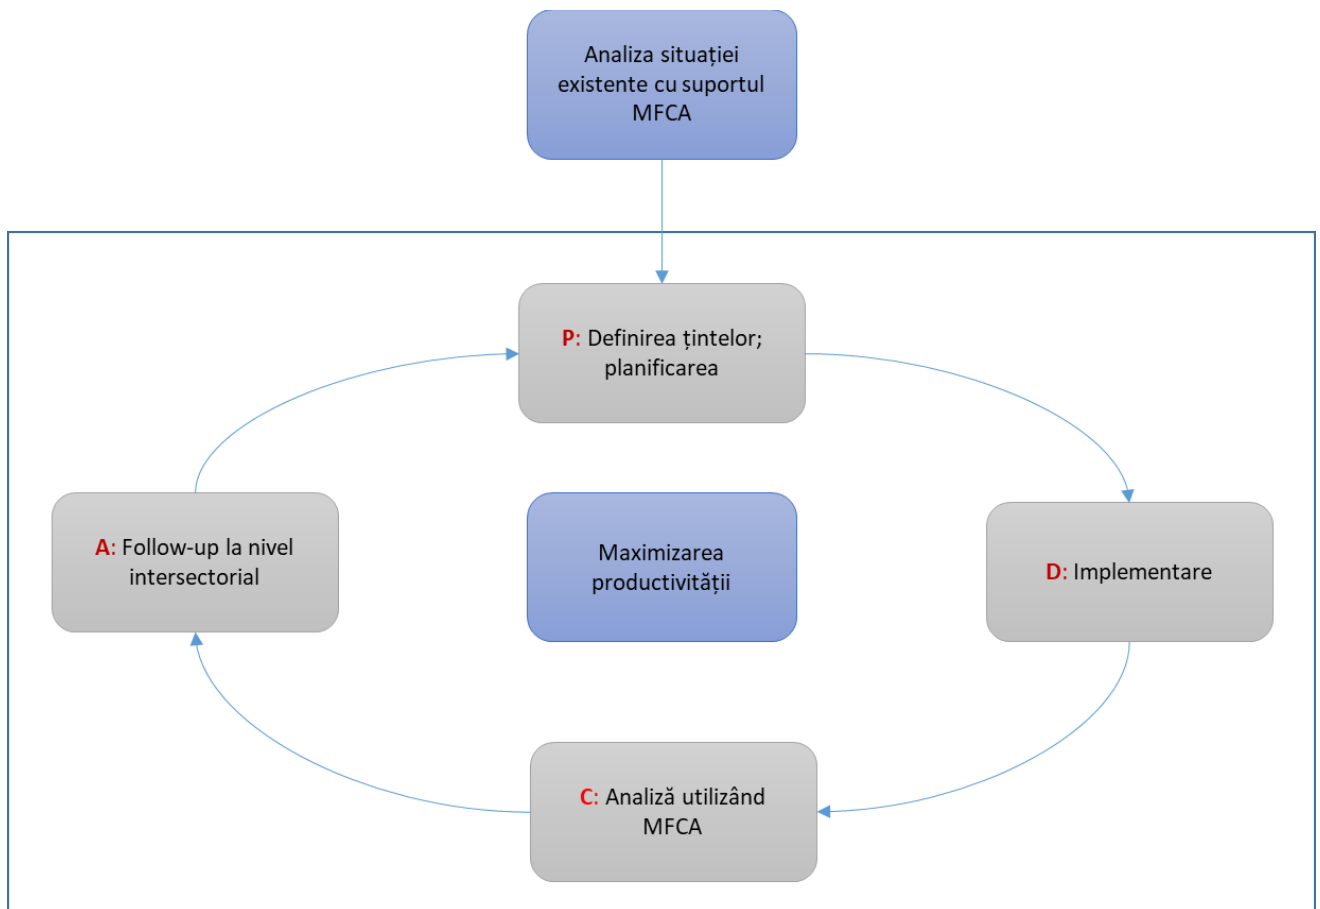 Analiza situației
existente cu suportul
MFCA
P: Definirea țintelor;
planificarea
A: Follow-up la nivel
intersectorial
Maximizarea
productivității
D: Implementare
C: Analiză utilizând
MFCA